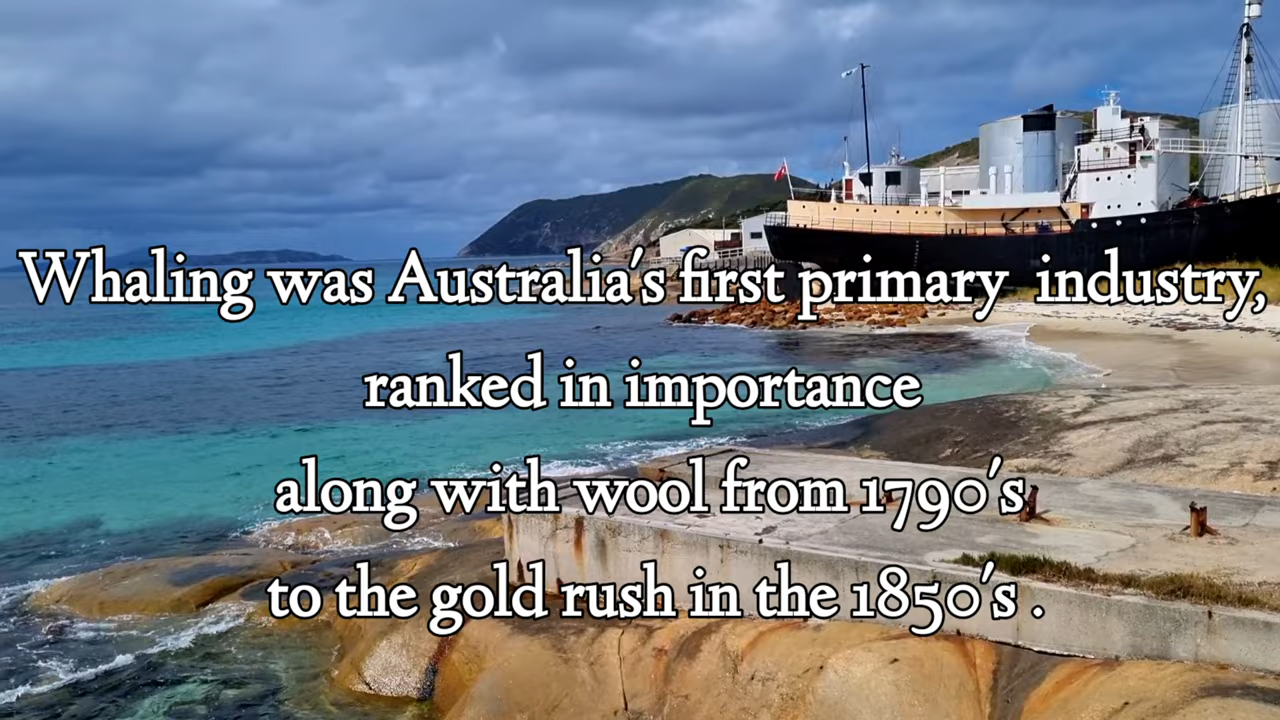 Whaling was Australia's first primary  industry,
ranked in importance
along with wool from 1790's
to the gold rush in the 1850's .